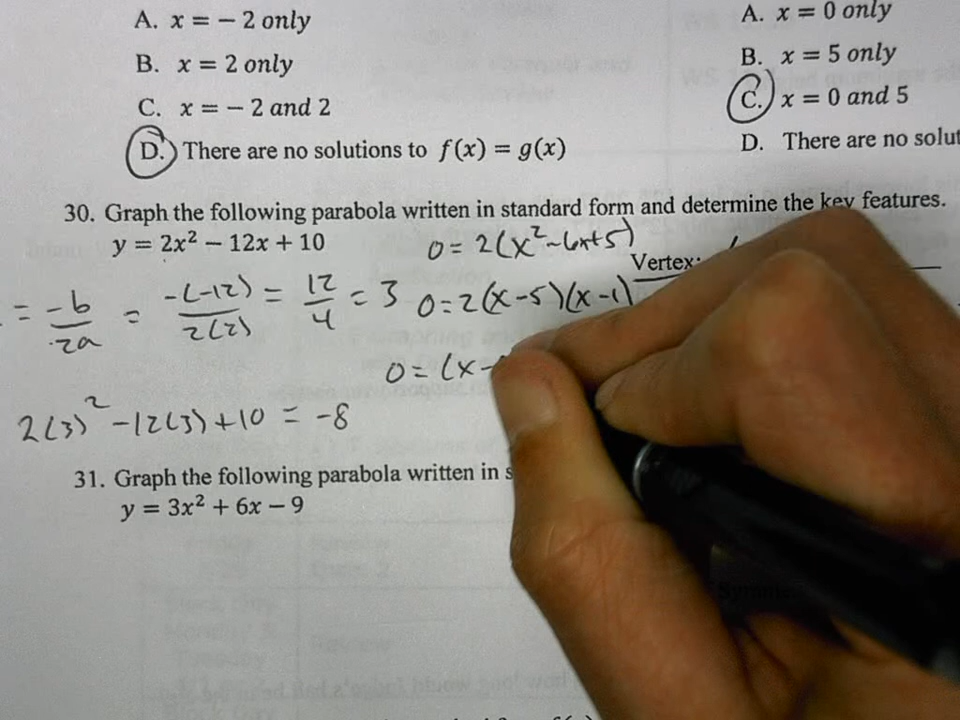 A. x = − 2 only
B. x = 2 only
C. x = − 2 and 2
D. There are no solutions to f(x) = g(x)
A. x = 0 only
B. x = 5 only
C. x = 0 and 5
D. There are no
30. Graph the following parabola written in standard form and determine the key features.
y = 2x² − 12x + 10
0 = 2(x² − 6x + 5)
Vertex:
= -b/2a = -(-12)/2(2) = 12/4 = 3
0 = 2(x-5)(x-1)
0 = (x-
2(3)² - 12(3) + 10 = -8
31. Graph the following parabola written in
y = 3x² + 6x − 9